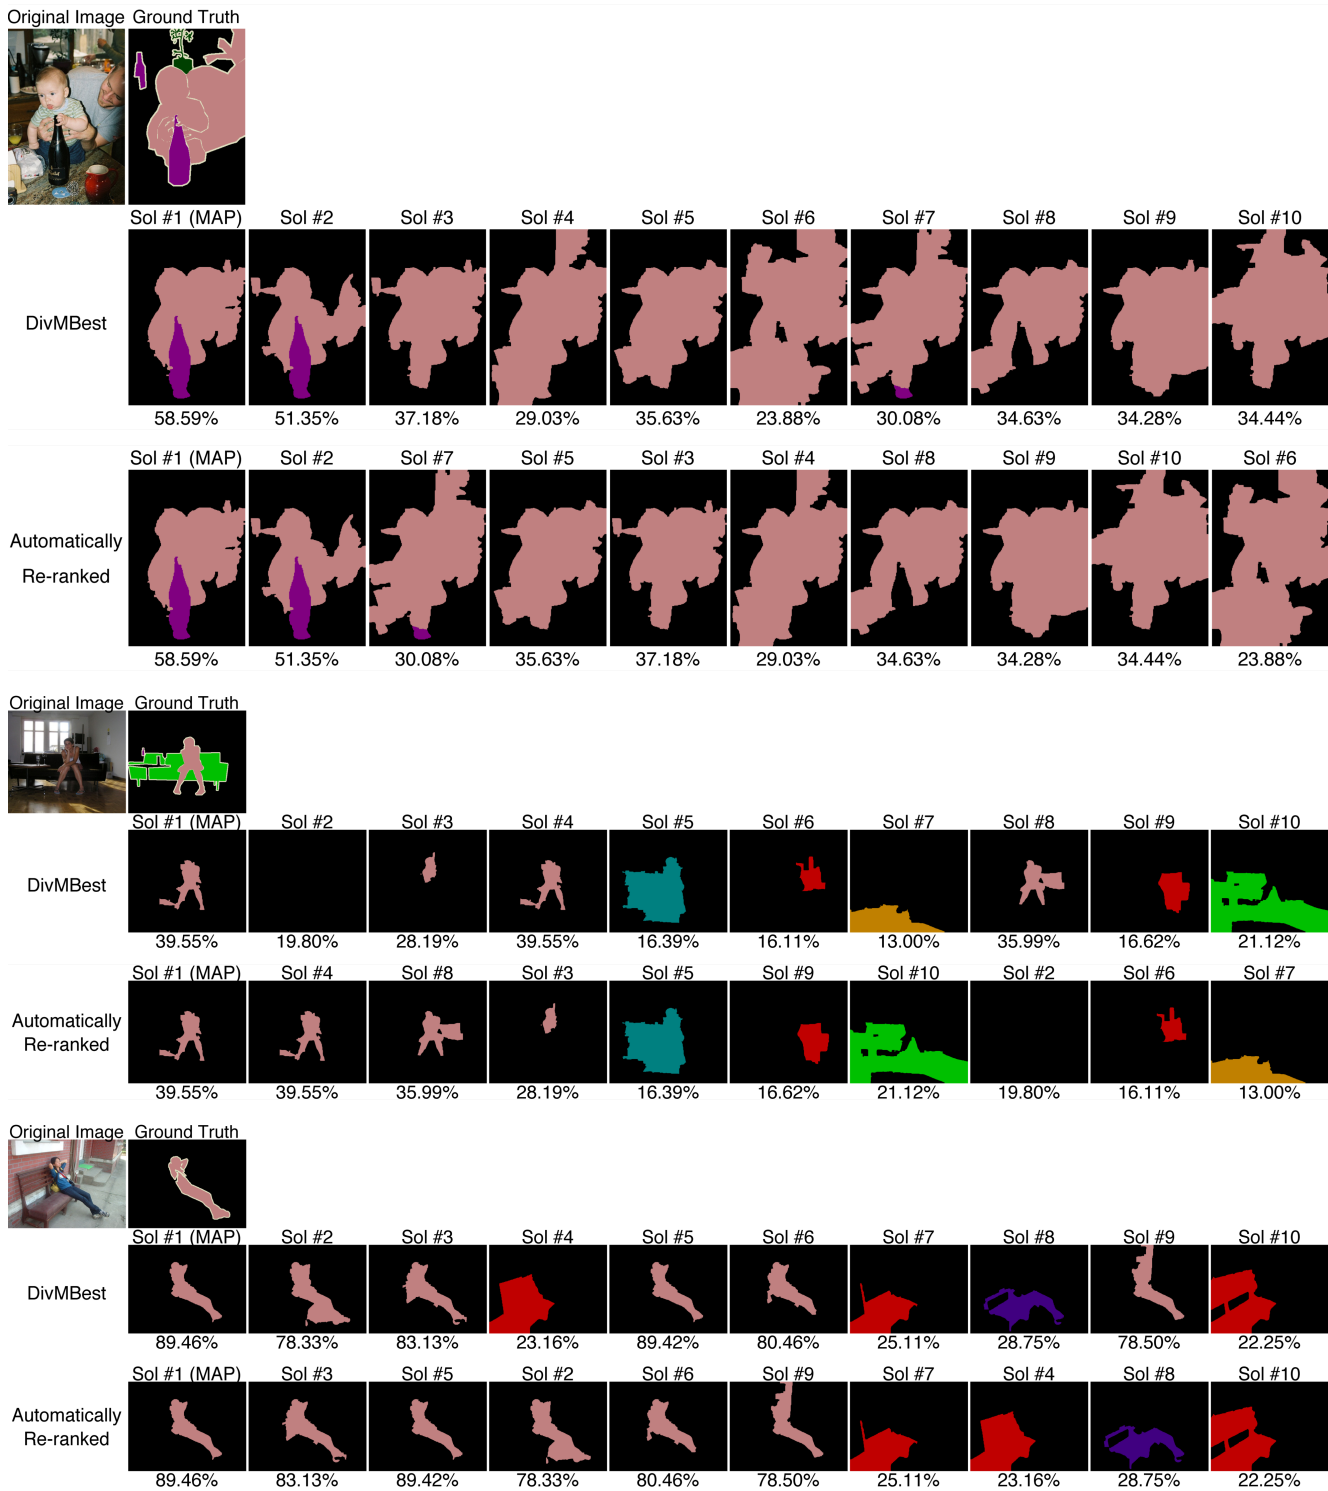 Original Image Ground Truth
Sol #1 (MAP) Sol #2 Sol #3 Sol #4 Sol #5 Sol #6 Sol #7 Sol #8 Sol #9 Sol #10
DivMBest
58.59% 51.35% 37.18% 29.03% 35.63% 23.88% 30.08% 34.63% 34.28% 34.44%
Sol #1 (MAP) Sol #2 Sol #7 Sol #5 Sol #3 Sol #4 Sol #8 Sol #9 Sol #10 Sol #6
Automatically
Re-ranked
58.59% 51.35% 30.08% 35.63% 37.18% 29.03% 34.63% 34.28% 34.44% 23.88%
Original Image Ground Truth
Sol #1 (MAP) Sol #2 Sol #3 Sol #4 Sol #5 Sol #6 Sol #7 Sol #8 Sol #9 Sol #10
DivMBest
39.55% 19.80% 28.19% 39.55% 16.39% 16.11% 13.00% 35.99% 16.62% 21.12%
Sol #1 (MAP) Sol #4 Sol #8 Sol #3 Sol #5 Sol #9 Sol #10 Sol #2 Sol #6 Sol #7
Automatically
Re-ranked
39.55% 39.55% 35.99% 28.19% 16.39% 16.62% 21.12% 19.80% 16.11% 13.00%
Original Image Ground Truth
Sol #1 (MAP) Sol #2 Sol #3 Sol #4 Sol #5 Sol #6 Sol #7 Sol #8 Sol #9 Sol #10
DivMBest
89.46% 78.33% 83.13% 23.16% 89.42% 80.46% 25.11% 28.75% 78.50% 22.25%
Sol #1 (MAP) Sol #3 Sol #5 Sol #2 Sol #6 Sol #9 Sol #7 Sol #4 Sol #8 Sol #10
Automatically
Re-ranked
89.46% 83.13% 89.42% 78.33% 80.46% 78.50% 25.11% 23.16% 28.75% 22.25%